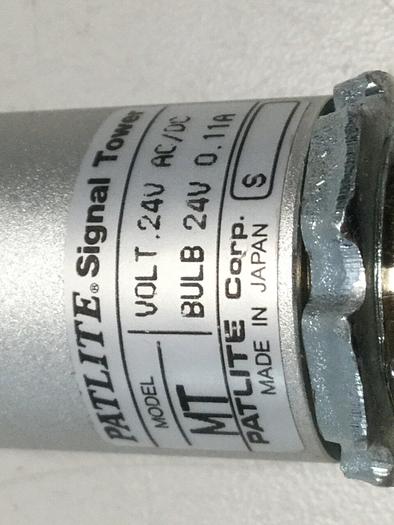 PATLITE® Signal Tower
MODEL VOLT. 24V AC/DC
MT BULB 24V 0.11A
PATLITE Corp. S
MADE IN JAPAN